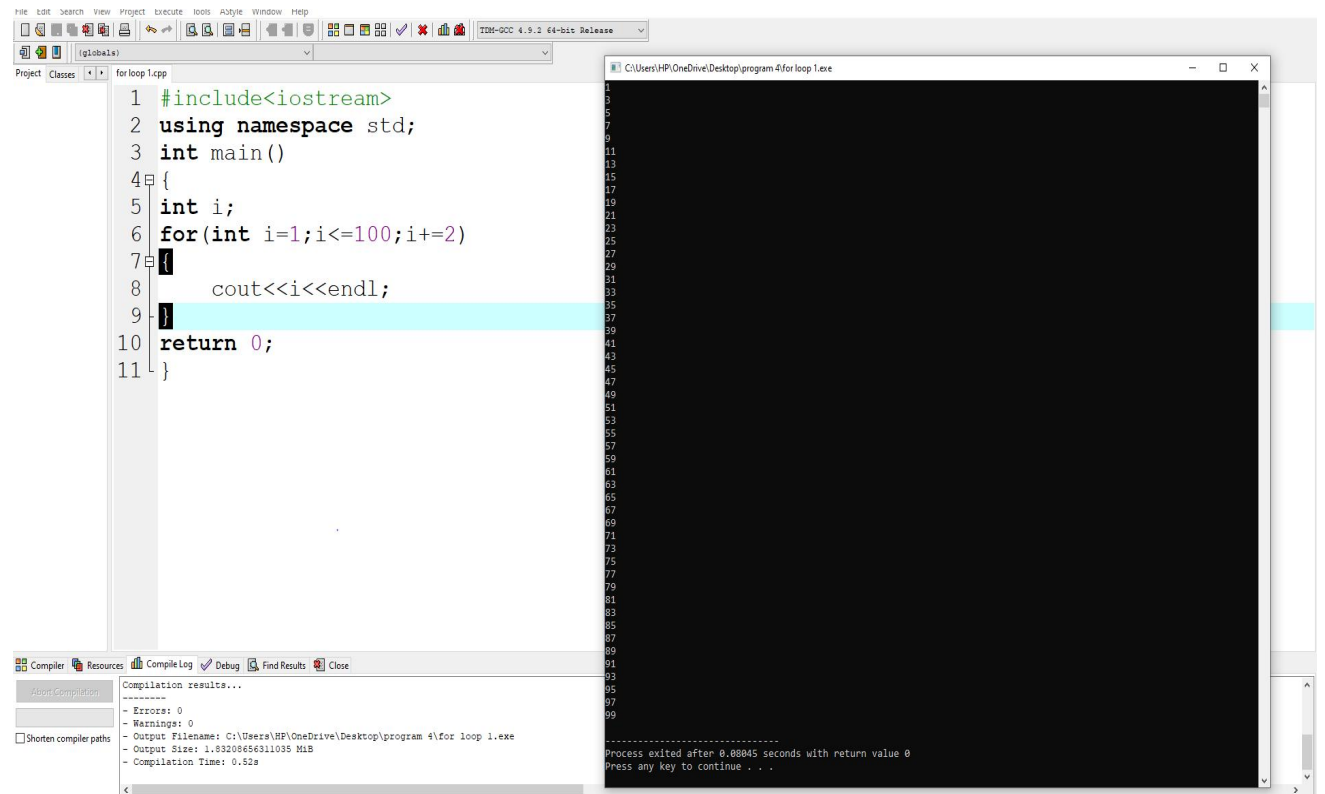 File Edit Search View Project Execute Tools AStyle Window Help
TDM-GCC 4.9.2 64-bit Release
(globals)
Project Classes for loop 1.cpp
1 #include<iostream>
2 using namespace std;
3 int main()
4 {
5 int i;
6 for(int i=1;i<=100;i+=2)
7 {
8 cout<<i<<endl;
9 }
10 return 0;
11 }
C:\Users\HP\OneDrive\Desktop\program 4\for loop 1.exe
1
3
5
7
9
11
13
15
17
19
21
23
25
27
29
31
33
35
37
39
41
43
45
47
49
51
53
55
57
59
61
63
65
67
69
71
73
75
77
79
81
83
85
87
89
91
93
95
97
99
--------------------------------
Process exited after 0.08045 seconds with return value 0
Press any key to continue . . .
Compiler Resources Compile Log Debug Find Results Close
Abort Compilation
Shorten compiler paths
Compilation results...
--------
- Errors: 0
- Warnings: 0
- Output Filename: C:\Users\HP\OneDrive\Desktop\program 4\for loop 1.exe
- Output Size: 1.83208656311035 MiB
- Compilation Time: 0.52s